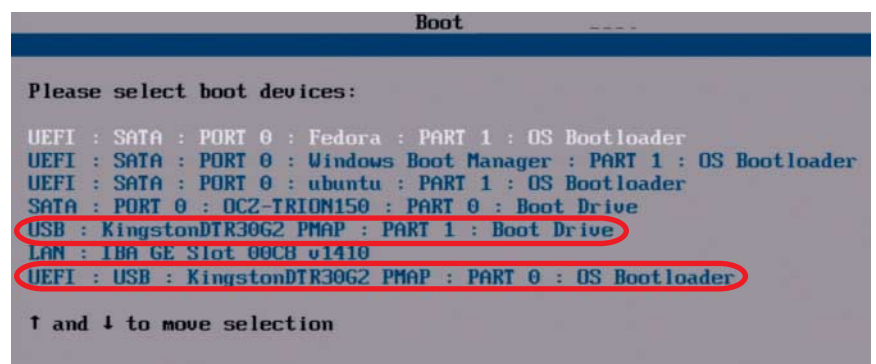 Boot
Please select boot devices:
UEFI : SATA : PORT 0 : Fedora : PART 1 : OS Bootloader
UEFI : SATA : PORT 0 : Windows Boot Manager : PART 1 : OS Bootloader
UEFI : SATA : PORT 0 : ubuntu : PART 1 : OS Bootloader
SATA : PORT 0 : OCZ-TRION150 : PART 0 : Boot Drive
USB : KingstonDTR30G2 PMAP : PART 1 : Boot Drive
LAN : IBA GE Slot 00C8 v1410
UEFI : USB : KingstonDTR30G2 PMAP : PART 0 : OS Bootloader
↑ and ↓ to move selection